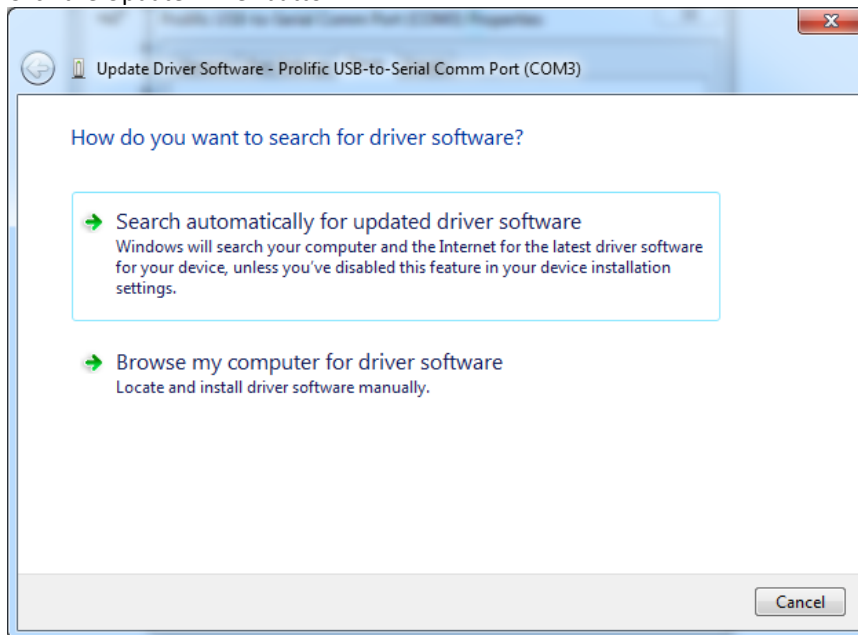 Update Driver Software - Prolific USB-to-Serial Comm Port (COM3)
How do you want to search for driver software?
Search automatically for updated driver software
Windows will search your computer and the Internet for the latest driver software
for your device, unless you've disabled this feature in your device installation
settings.
Browse my computer for driver software
Locate and install driver software manually.
Cancel